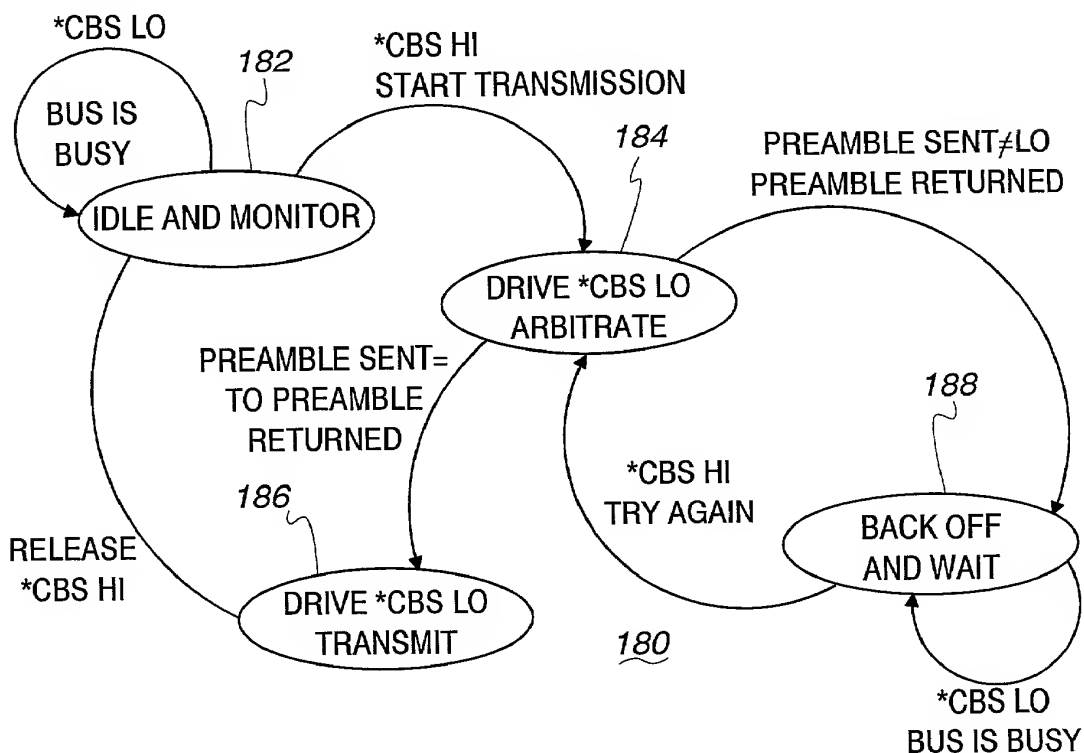 *CBS LO
BUS IS
BUSY
182
IDLE AND MONITOR
*CBS HI
START TRANSMISSION
184
DRIVE *CBS LO
ARBITRATE
PREAMBLE SENT≠LO
PREAMBLE RETURNED
PREAMBLE SENT=
TO PREAMBLE
RETURNED
188
*CBS HI
TRY AGAIN
BACK OFF
AND WAIT
186
RELEASE
*CBS HI
DRIVE *CBS LO
TRANSMIT
180
*CBS LO
BUS IS BUSY